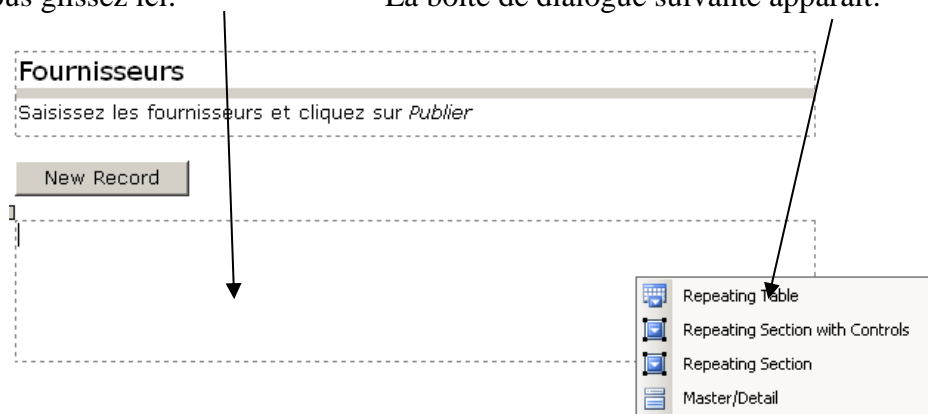 ous glissez ici. La boîte de dialogue suivante apparaît.
Fournisseurs
Saisissez les fournisseurs et cliquez sur Publier
New Record
Repeating Table
Repeating Section with Controls
Repeating Section
Master/Detail